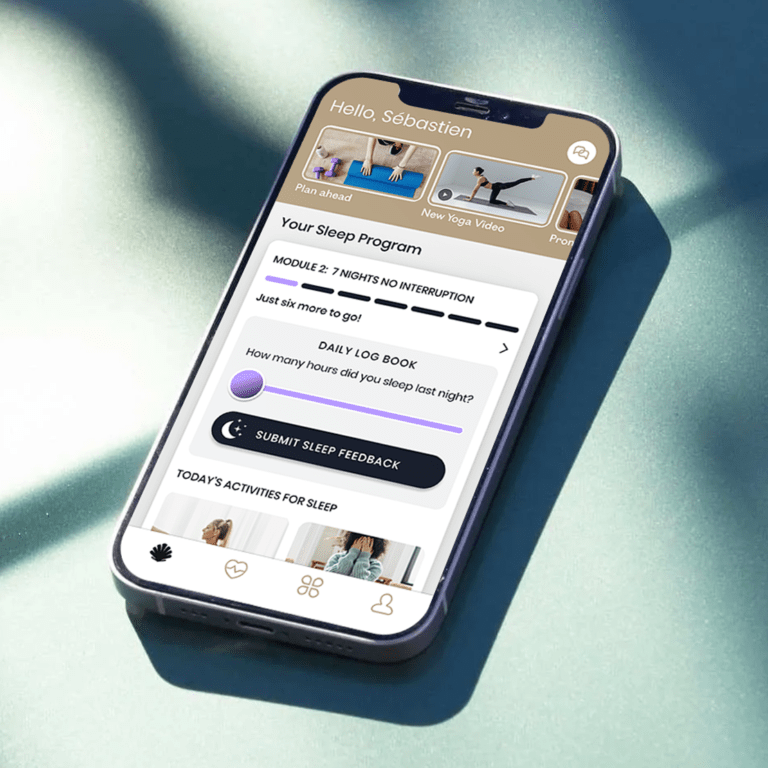 Hello, Sébastien
Plan ahead
New Yoga Video
Your Sleep Program
MODULE 2: 7 NIGHTS NO INTERRUPTION
Just six more to go!
DAILY LOG BOOK
How many hours did you sleep last night?
SUBMIT SLEEP FEEDBACK
TODAY'S ACTIVITIES FOR SLEEP